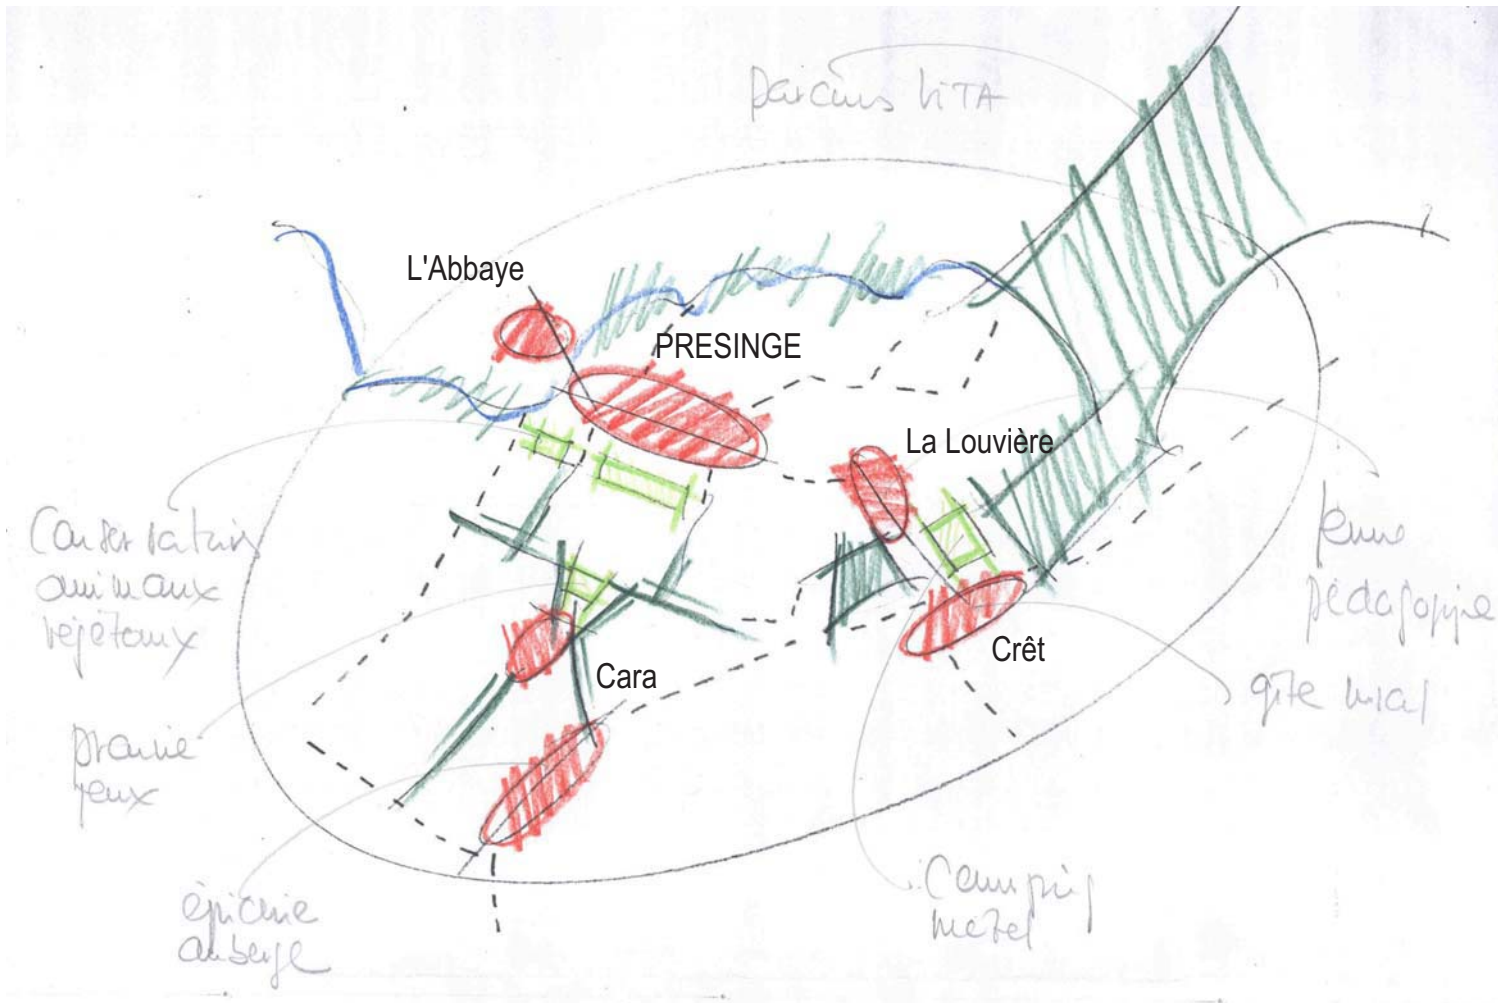 parcours VITA
L'Abbaye
PRESINGE
La Louvière
Conservatoire
animaux
végétaux
ferme
pédagogique
Crêt
Cara
gîte rural
prairie
jeux
épicerie
auberge
camping
motel